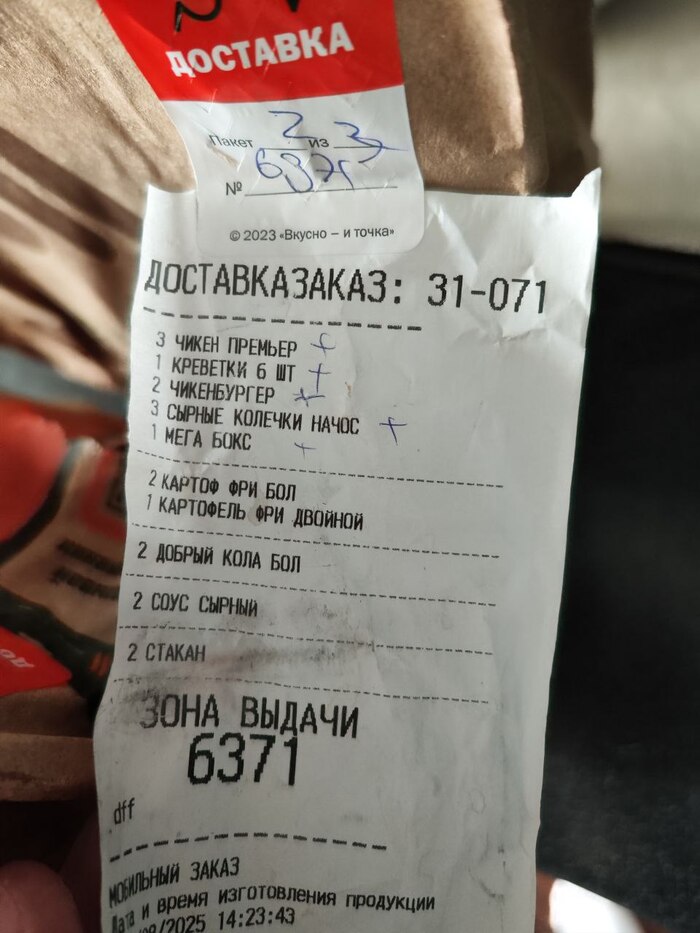 ДОСТАВКА
Пакет 2 из 3
№ 6371
© 2023 «Вкусно – и точка»
ДОСТАВКАЗАКАЗ: 31-071
3 ЧИКЕН ПРЕМЬЕР +
1 КРЕВЕТКИ 6 ШТ +
2 ЧИКЕНБУРГЕР +
3 СЫРНЫЕ КОЛЕЧКИ НАЧОС +
1 МЕГА БОКС +
2 КАРТОФ ФРИ БОЛ
1 КАРТОФЕЛЬ ФРИ ДВОЙНОЙ
2 ДОБРЫЙ КОЛА БОЛ
2 СОУС СЫРНЫЙ
2 СТАКАН
ЗОНА ВЫДАЧИ
6371
dff
МОБИЛЬНЫЙ ЗАКАЗ
Дата и время изготовления продукции
/2025 14:23:43